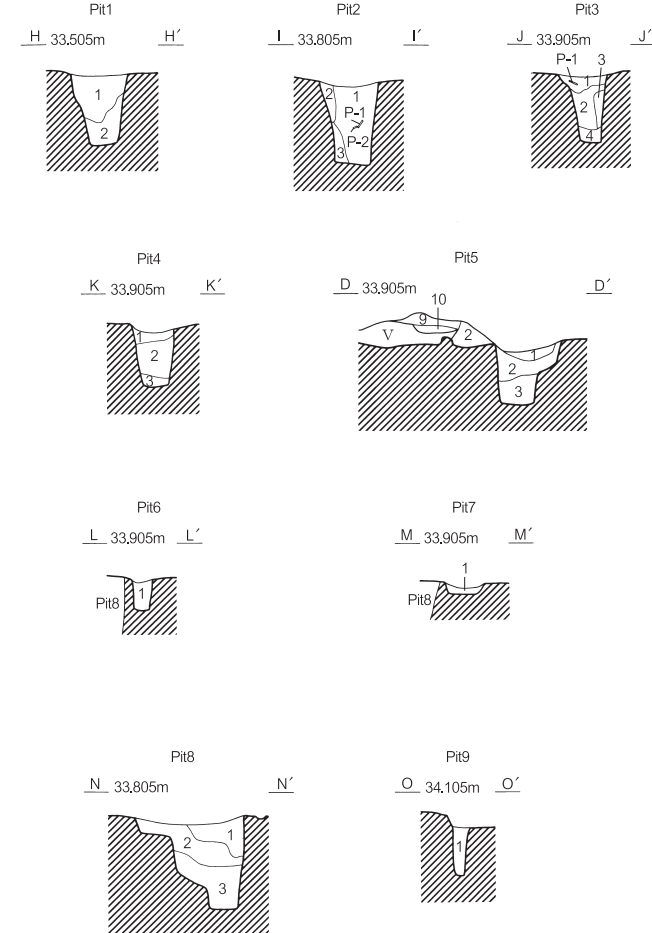 Pit1 Pit2 Pit3
H 33.505m H′ I 33.805m I′ J 33.905m J′
P-1 3
1
2
2 1
P-1
P-2
3
1
2
4
Pit4 Pit5
K 33.905m K′ D 33.905m D′
10
9
V 2
1
2
3
1
2
3
Pit6 Pit7
L 33.905m L′ M 33.905m M′
1
Pit8 1
Pit8
Pit8 Pit9
N 33.805m N′ O 34.105m O′
1
2
3
1